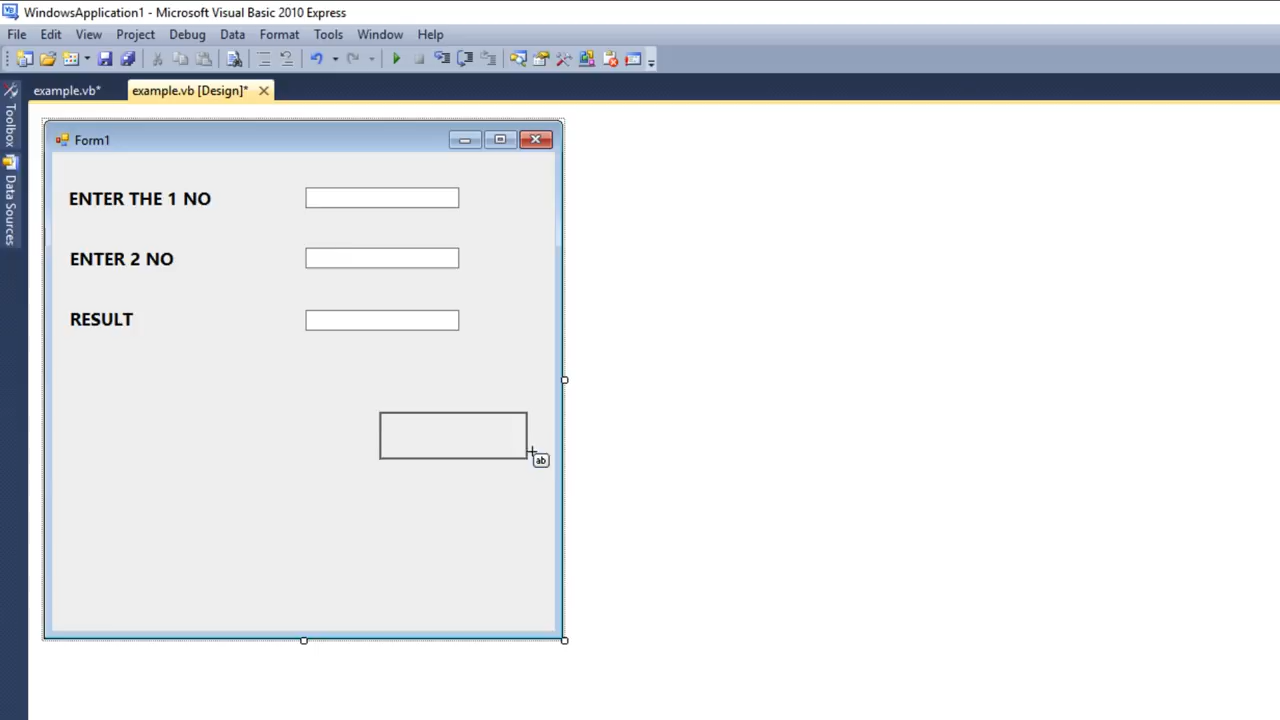 WindowsApplication1 - Microsoft Visual Basic 2010 Express
File Edit View Project Debug Data Format Tools Window Help
example.vb* example.vb [Design]*
Toolbox
Data Sources
Form1
ENTER THE 1 NO
ENTER 2 NO
RESULT
ab